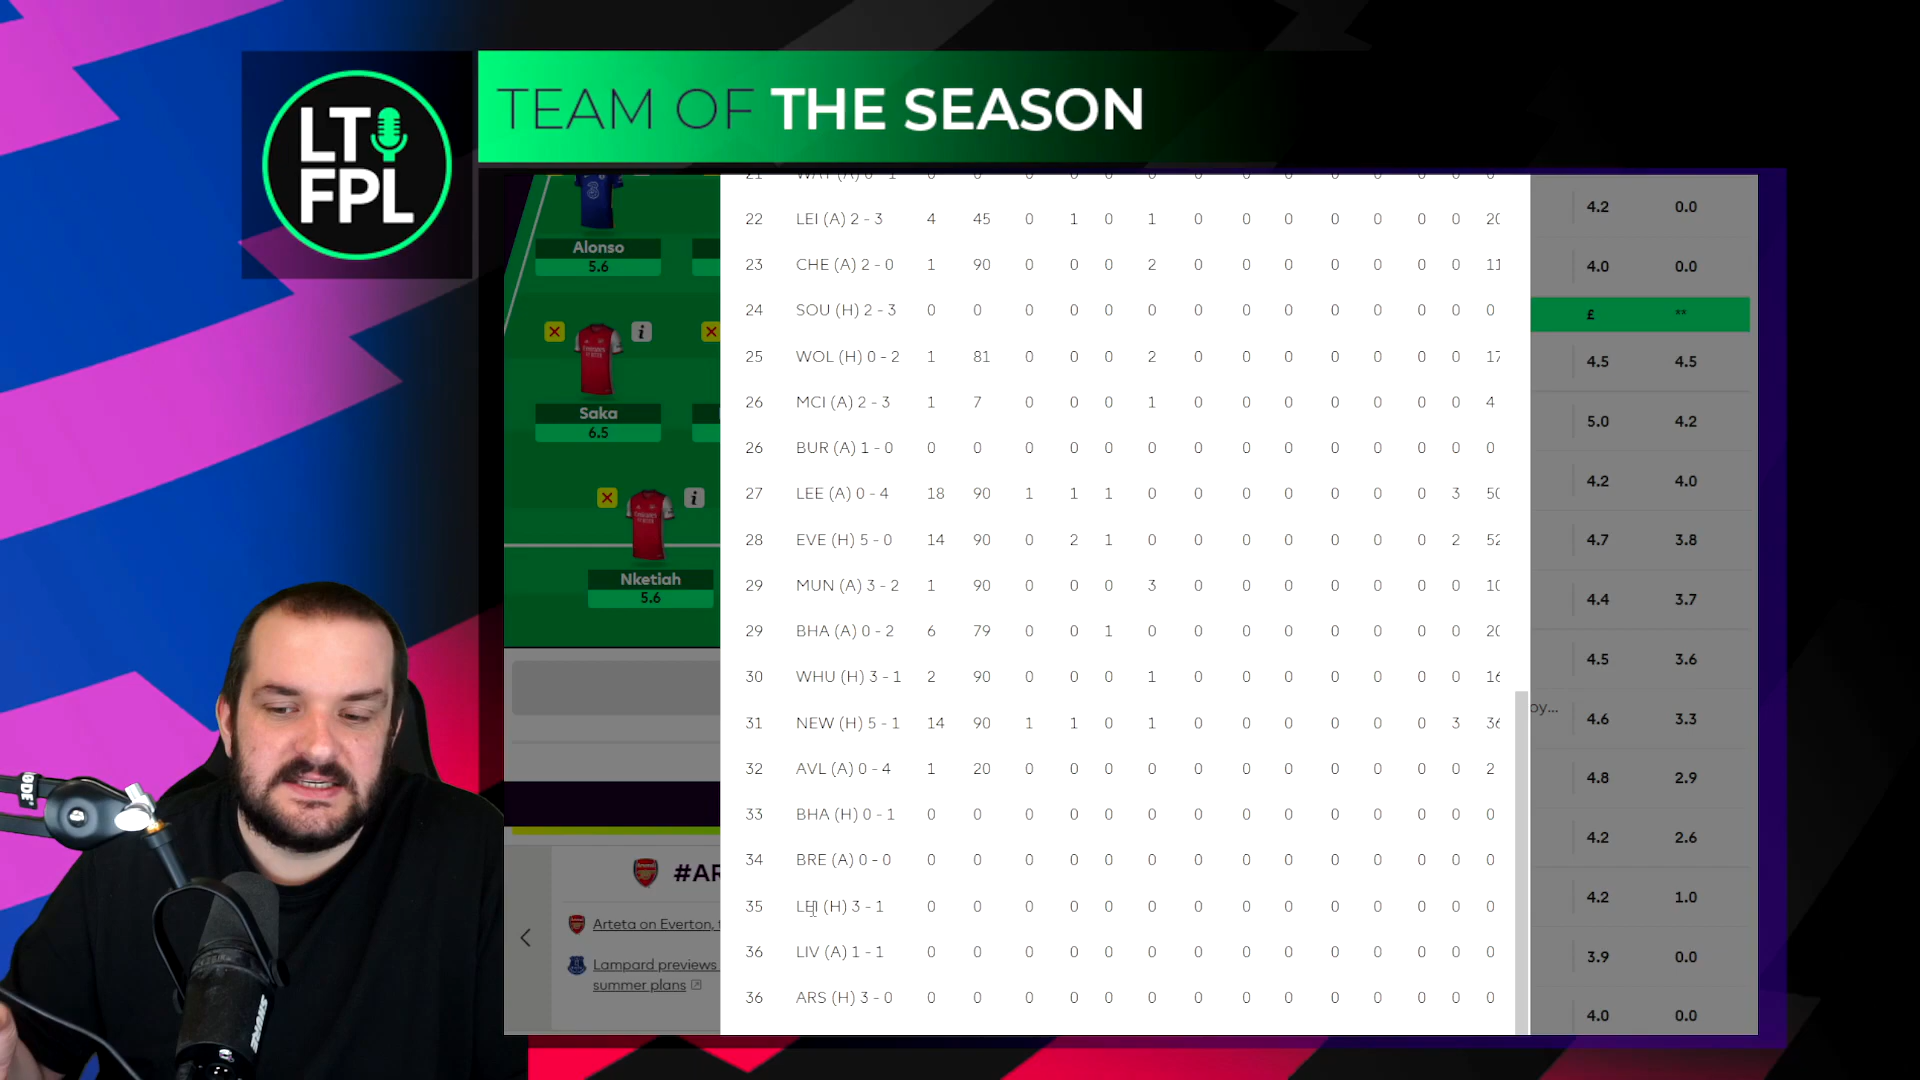 LT
FPL
TEAM OF THE SEASON
22 LEI (A) 2 - 3 4 45 0 1 0 1 0 0 0 0 0 0 0 20
23 CHE (A) 2 - 0 1 90 0 0 0 2 0 0 0 0 0 0 0 11
24 SOU (H) 2 - 3 0 0 0 0 0 0 0 0 0 0 0 0 0 0
25 WOL (H) 0 - 2 1 81 0 0 0 2 0 0 0 0 0 0 0 17
26 MCI (A) 2 - 3 1 7 0 0 0 1 0 0 0 0 0 0 0 4
26 BUR (A) 1 - 0 0 0 0 0 0 0 0 0 0 0 0 0 0 0
27 LEE (A) 0 - 4 18 90 1 1 1 0 0 0 0 0 0 0 3 50
28 EVE (H) 5 - 0 14 90 0 2 1 0 0 0 0 0 0 0 2 52
29 MUN (A) 3 - 2 1 90 0 0 0 3 0 0 0 0 0 0 0 10
29 BHA (A) 0 - 2 6 79 0 0 1 0 0 0 0 0 0 0 0 20
30 WHU (H) 3 - 1 2 90 0 0 0 1 0 0 0 0 0 0 0 16
31 NEW (H) 5 - 1 14 90 1 1 0 1 0 0 0 0 0 0 3 36
32 AVL (A) 0 - 4 1 20 0 0 0 0 0 0 0 0 0 0 0 2
33 BHA (H) 0 - 1 0 0 0 0 0 0 0 0 0 0 0 0 0 0
34 BRE (A) 0 - 0 0 0 0 0 0 0 0 0 0 0 0 0 0 0
35 LEI (H) 3 - 1 0 0 0 0 0 0 0 0 0 0 0 0 0 0
36 LIV (A) 1 - 1 0 0 0 0 0 0 0 0 0 0 0 0 0 0
36 ARS (H) 3 - 0 0 0 0 0 0 0 0 0 0 0 0 0 0 0
Alonso
5.6
Saka
6.5
Nketiah
5.6
#AR
Arteta on Everton,
Lampard previews
summer plans
4.2 0.0
4.0 0.0
£ **
4.5 4.5
5.0 4.2
4.2 4.0
4.7 3.8
4.4 3.7
4.5 3.6
oy... 4.6 3.3
4.8 2.9
4.2 2.6
4.2 1.0
3.9 0.0
4.0 0.0
SHURE